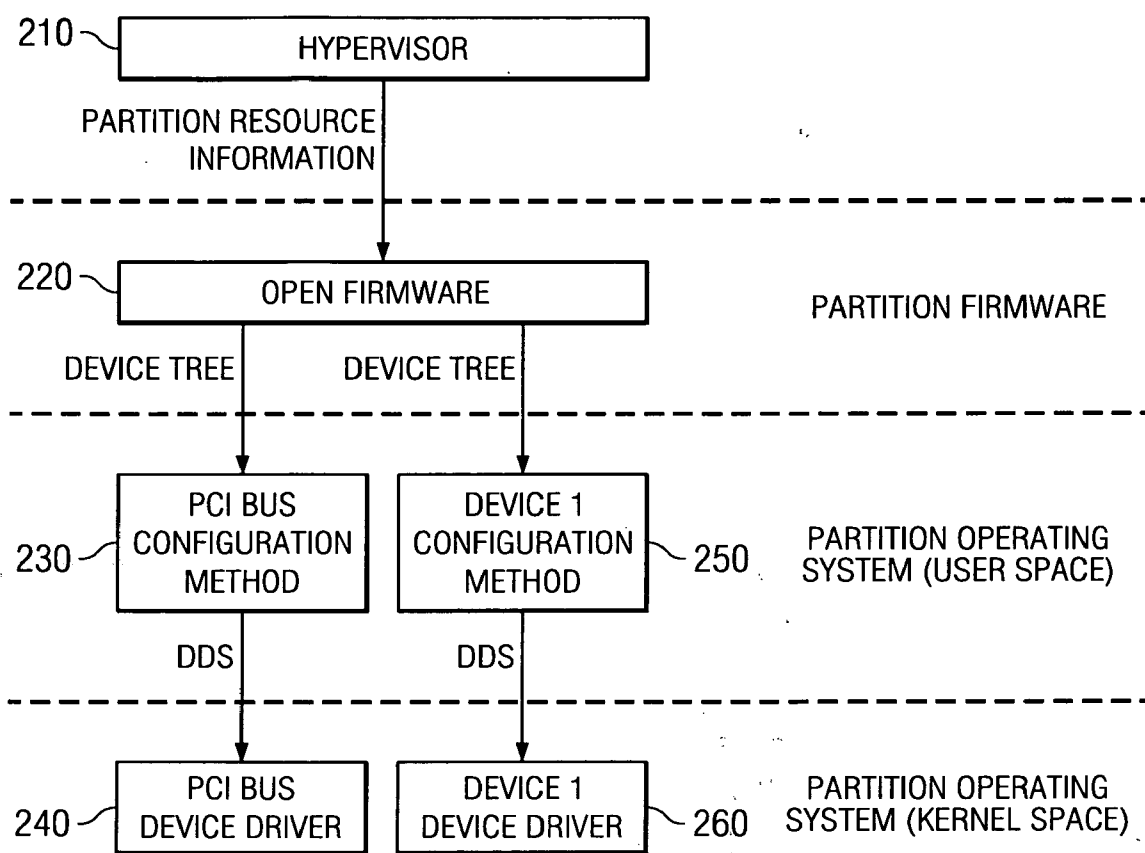 210
HYPERVISOR
PARTITION RESOURCE
INFORMATION
220
OPEN FIRMWARE
PARTITION FIRMWARE
DEVICE TREE
DEVICE TREE
230
PCI BUS
CONFIGURATION
METHOD
DEVICE 1
CONFIGURATION
METHOD
250
PARTITION OPERATING
SYSTEM (USER SPACE)
DDS
DDS
240
PCI BUS
DEVICE DRIVER
DEVICE 1
DEVICE DRIVER
260
PARTITION OPERATING
SYSTEM (KERNEL SPACE)